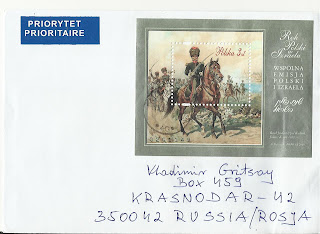 PRIORYTET
PRIORITAIRE
Polska 3zł
Rok
Polski
w
Izraelu
WSPÓLNA
EMISJA
POLSKI
I IZRAELA
Vladimir Gritsay
Box 459
KRASNODAR-42
350042 RUSSIA/ROSJA